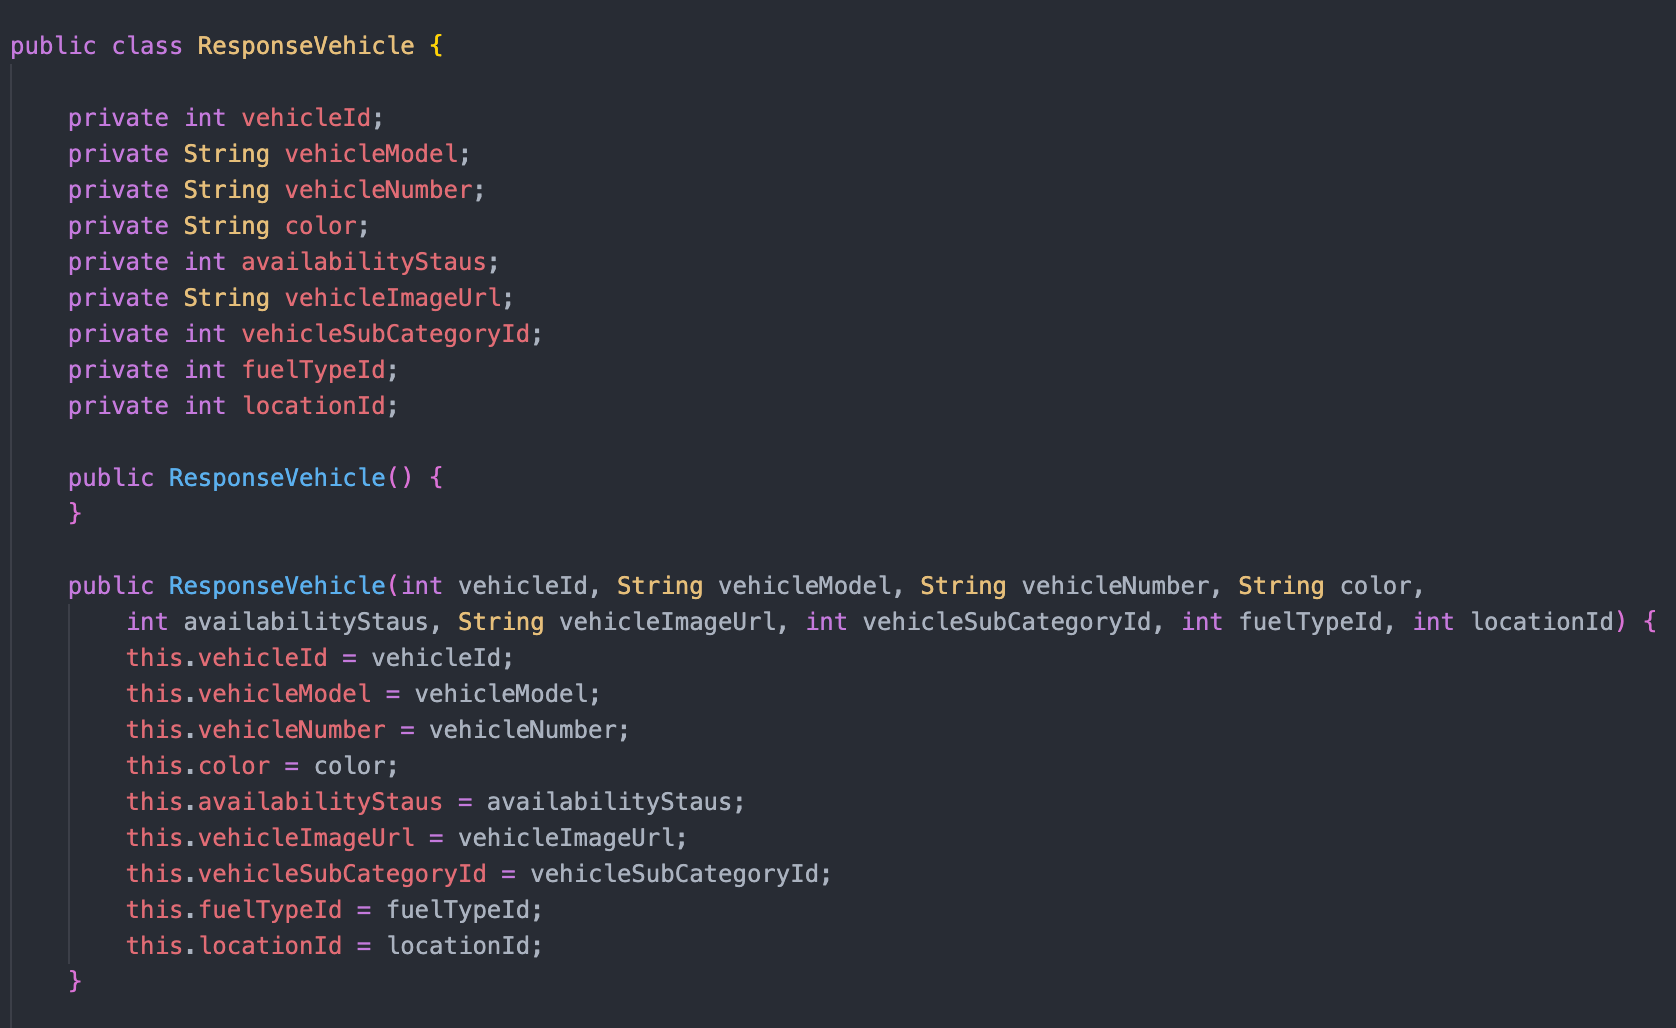 public class ResponseVehicle {
private int vehicleId;
private String vehicleModel;
private String vehicleNumber;
private String color;
private int availabilityStaus;
private String vehicleImageUrl;
private int vehicleSubCategoryId;
private int fuelTypeId;
private int locationId;
public ResponseVehicle() {
}
public ResponseVehicle(int vehicleId, String vehicleModel, String vehicleNumber, String color,
int availabilityStaus, String vehicleImageUrl, int vehicleSubCategoryId, int fuelTypeId, int locationId) {
this.vehicleId = vehicleId;
this.vehicleModel = vehicleModel;
this.vehicleNumber = vehicleNumber;
this.color = color;
this.availabilityStaus = availabilityStaus;
this.vehicleImageUrl = vehicleImageUrl;
this.vehicleSubCategoryId = vehicleSubCategoryId;
this.fuelTypeId = fuelTypeId;
this.locationId = locationId;
}